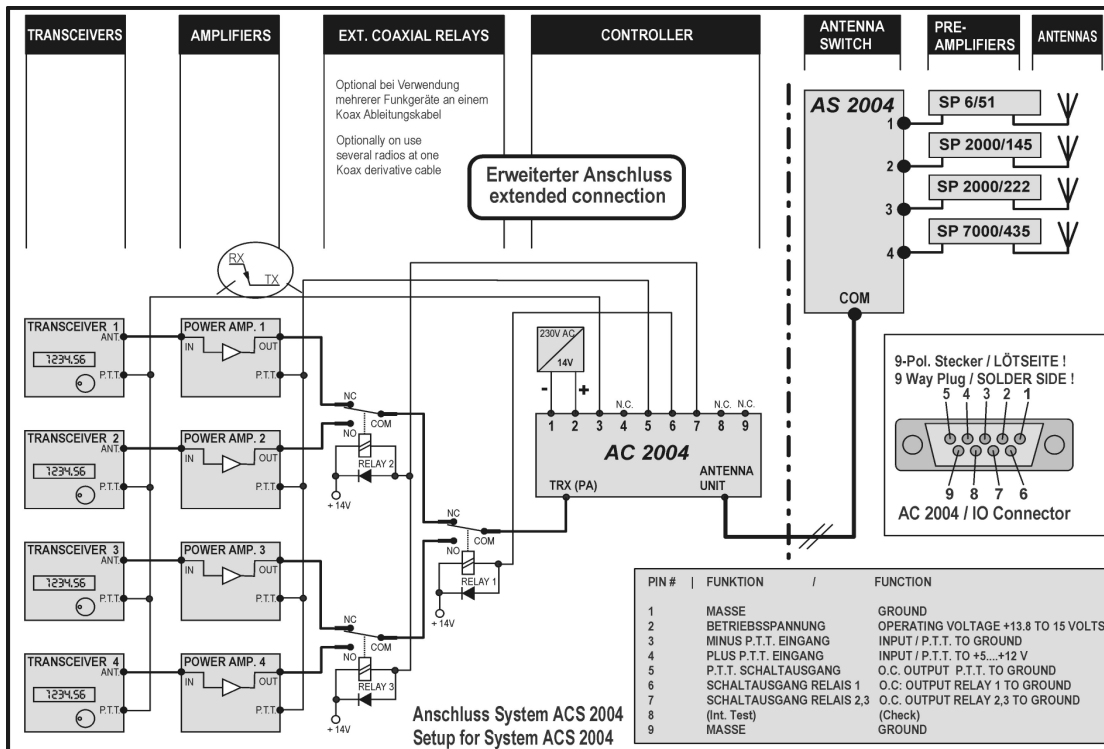 TRANSCEIVERS
AMPLIFIERS
EXT. COAXIAL RELAYS
CONTROLLER
ANTENNA
SWITCH
PRE-
AMPLIFIERS
ANTENNAS
Optional bei Verwendung
mehrerer Funkgeräte an einem
Koax Ableitungskabel
Optionally on use
several radios at one
Koax derivative cable
Erweiterter Anschluss
extended connection
AS 2004
1
2
3
4
COM
SP 6/51
SP 2000/145
SP 2000/222
SP 7000/435
RX
TX
TRANSCEIVER 1
ANT.
7234,56
P.T.T.
POWER AMP. 1
IN
OUT
P.T.T.
TRANSCEIVER 2
ANT.
7234,56
P.T.T.
POWER AMP. 2
IN
OUT
P.T.T.
TRANSCEIVER 3
ANT.
7234,56
P.T.T.
POWER AMP. 3
IN
OUT
P.T.T.
TRANSCEIVER 4
ANT.
7234,56
P.T.T.
POWER AMP. 4
IN
OUT
P.T.T.
NC
COM
NO
RELAY 2
+ 14V
NC
COM
NO
RELAY 1
+ 14V
NC
COM
NO
RELAY 3
+ 14V
230V AC
14V
- +
N.C. N.C. N.C.
1 2 3 4 5 6 7 8 9
AC 2004
TRX (PA)
ANTENNA
UNIT
9-Pol. Stecker / LÖTSEITE !
9 Way Plug / SOLDER SIDE !
5 4 3 2 1
9 8 7 6
AC 2004 / IO Connector
PIN # | FUNKTION / FUNCTION
1 MASSE GROUND
2 BETRIEBSSPANNUNG OPERATING VOLTAGE +13.8 TO 15 VOLTS
3 MINUS P.T.T. EINGANG INPUT / P.T.T. TO GROUND
4 PLUS P.T.T. EINGANG INPUT / P.T.T. TO +5....+12 V
5 P.T.T. SCHALTAUSGANG O.C. OUTPUT P.T.T. TO GROUND
6 SCHALTAUSGANG RELAIS 1 O.C. OUTPUT RELAY 1 TO GROUND
7 SCHALTAUSGANG RELAIS 2,3 O.C. OUTPUT RELAY 2,3 TO GROUND
8 (Int. Test) (Check)
9 MASSE GROUND
Anschluss System ACS 2004
Setup for System ACS 2004